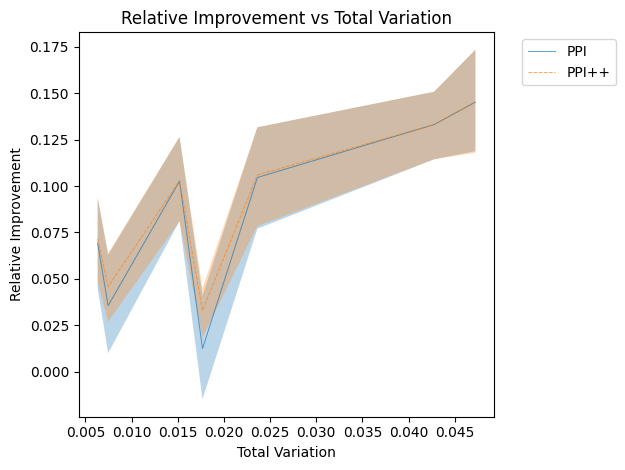 Relative Improvement vs Total Variation
PPI
PPI++
Relative Improvement
0.175
0.150
0.125
0.100
0.075
0.050
0.025
0.000
0.005 0.010 0.015 0.020 0.025 0.030 0.035 0.040 0.045
Total Variation